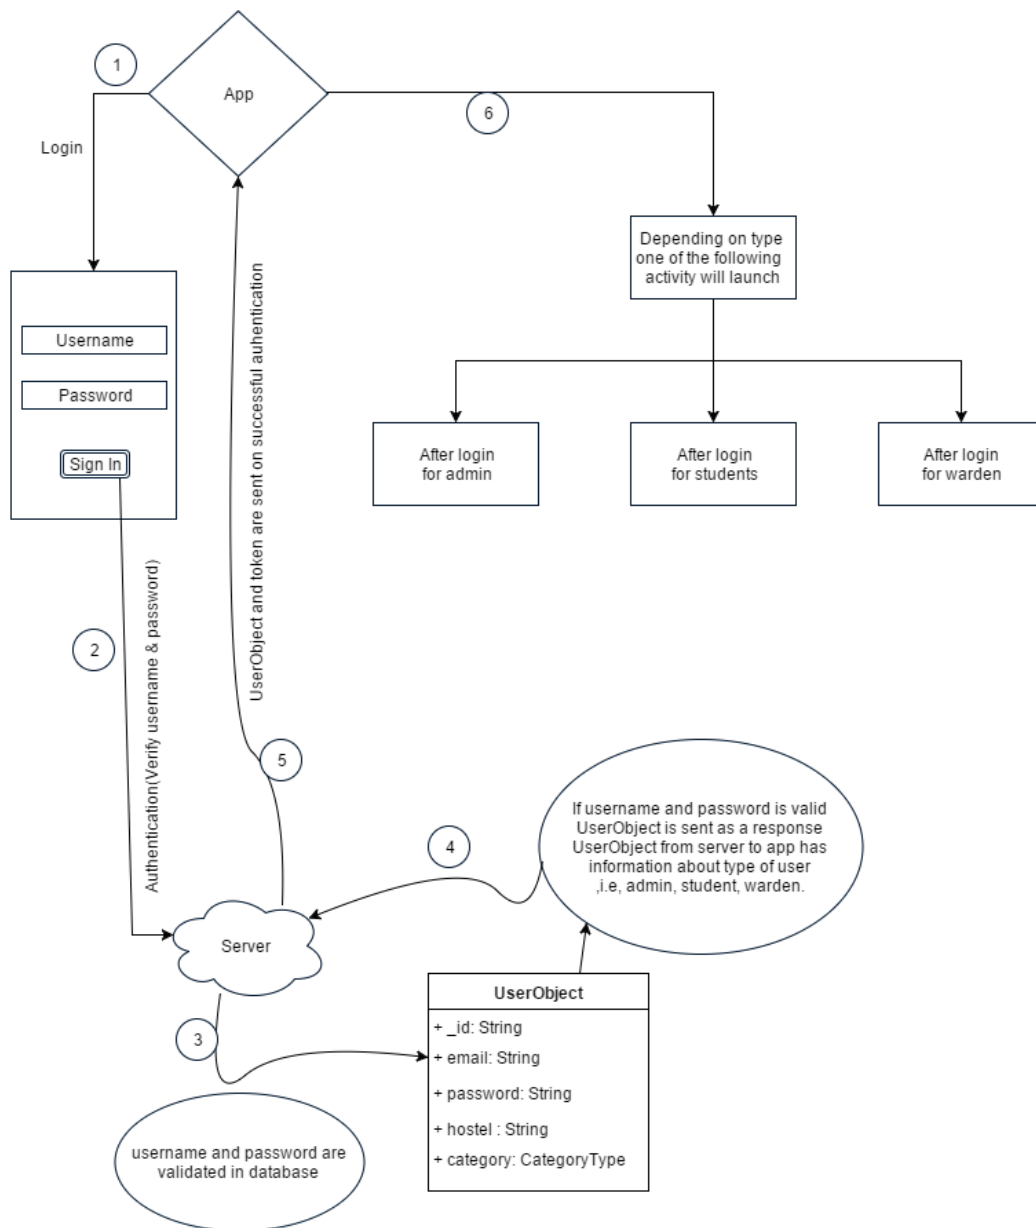 1
App
6
Login
Depending on type
one of the following
activity will launch
Username
Password
Sign In
After login
for admin
After login
for students
After login
for warden
UserObject and token are sent on successful auhentication
2
Authentication(Verify username & password)
5
4
If username and password is valid
UserObject is sent as a response
UserObject from server to app has
information about type of user
,i.e, admin, student, warden.
Server
3
UserObject
+ _id: String
+ email: String
+ password: String
+ hostel : String
+ category: CategoryType
username and password are
validated in database